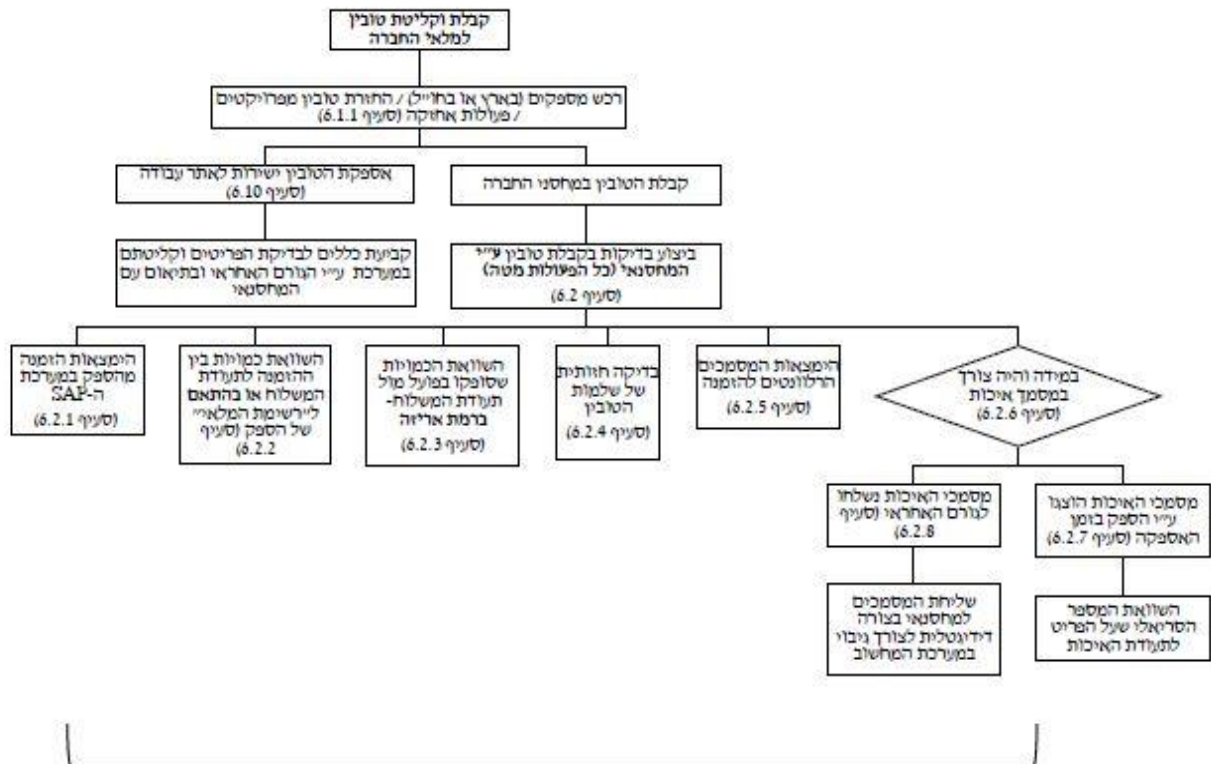 קבלת וקליטת טובין
למלאי החברה
רכש מספקים (בארץ או בחו״ל) / החזרת טובין מפרויקטים
/ פעולות אחזקה (סעיף 6.1.1)
קבלת הטובין במחסני החברה
אספקת הטובין ישירות לאתר עבודה
(סעיף 6.10)
ביצוע בדיקות בקבלת טובין ע״י
המחסנאי (כל הפעולות מטה)
(סעיף 6.2)
קביעת כללים לבדיקת הפריטים וקליטתם
במערכת ע״י הגורם האחראי ובתיאום עם
המחסנאי
במידה והיה צורך
במסמך איכות
(סעיף 6.2.6)
הימצאות המסמכים
הרלוונטים להזמנה
(סעיף 6.2.5)
בדיקה חזותית
של שלמות
הטובין
(סעיף 6.2.4)
השוואת הכמויות
שסופקו בפועל מול
תעודת המשלוח-
ברמת אריזה
(סעיף 6.2.3)
השוואת כמויות בין
ההזמנה לתעודת
המשלוח או בהתאם
ל״רשימת המלאי״
של הספק (סעיף
6.2.2)
הימצאות הזמנה
מהספק במערכת
ה-SAP
(סעיף 6.2.1)
מסמכי האיכות הוצגו
ע״י הספק בזמן
האספקה (סעיף 6.2.7)
מסמכי האיכות נשלחו
לגורם האחראי (סעיף
6.2.8)
השוואת המספר
הסריאלי שעל הפריט
לתעודת האיכות
שליחת המסמכים
למחסנאי בצורה
דידיגטלית לצורך גיבוי
במערכת המחשוב